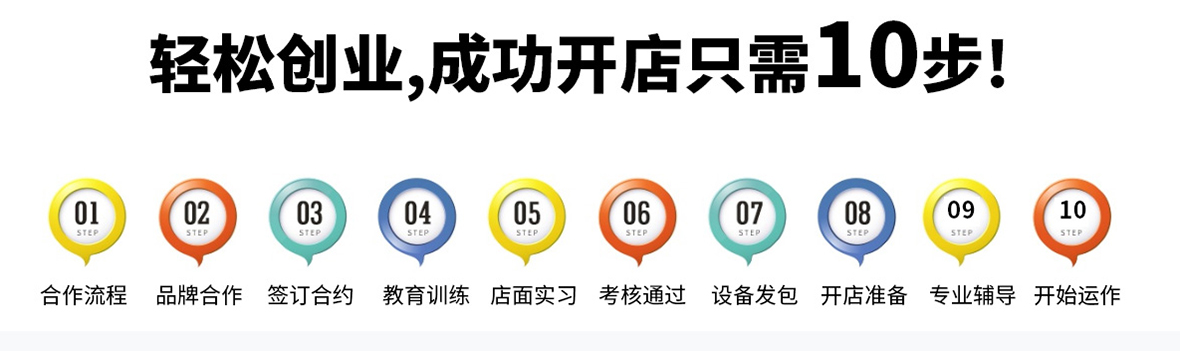 轻松创业,成功开店只需10步!
01 02 03 04 05 06 07 08 09 10
STEP STEP STEP STEP STEP STEP STEP STEP STEP STEP
合作流程 品牌合作 签订合约 教育训练 店面实习 考核通过 设备发包 开店准备 专业辅导 开始运作